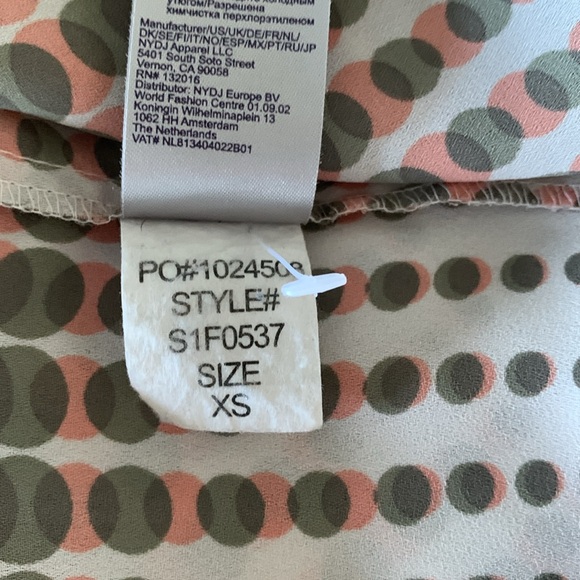 утюгом/Разрешена
химчистка перхлорэтиленом
Manufacturer/US/UK/DE/FR/NL/
DK/SE/FI/IT/NO/ESP/MX/PT/RU/JP
NYDJ Apparel LLC
5401 South Soto Street
Vernon, CA 90058
RN# 132016
Distributor: NYDJ Europe BV
World Fashion Centre 01.09.02
Koningin Wilhelminaplein 13
1062 HH Amsterdam
The Netherlands
VAT# NL813404022B01
STYLE#
S1F0537
SIZE
XS